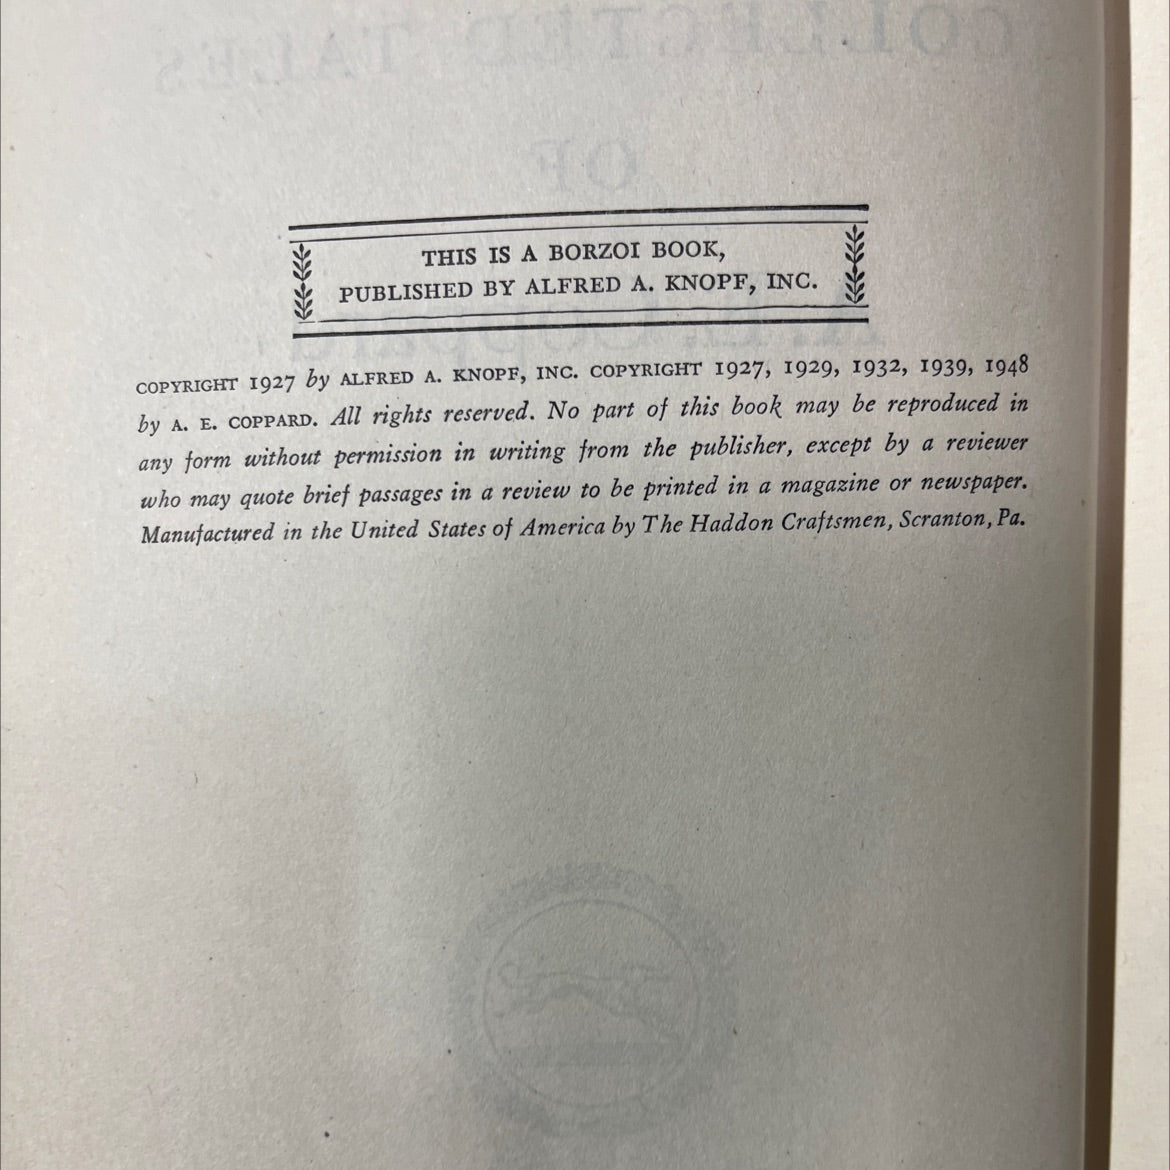 COLLECTED TALES
OF
THIS IS A BORZOI BOOK,
PUBLISHED BY ALFRED A. KNOPF, INC.
COPYRIGHT 1927 by ALFRED A. KNOPF, INC. COPYRIGHT 1927, 1929, 1932, 1939, 1948
by A. E. COPPARD. All rights reserved. No part of this book may be reproduced in
any form without permission in writing from the publisher, except by a reviewer
who may quote brief passages in a review to be printed in a magazine or newspaper.
Manufactured in the United States of America by The Haddon Craftsmen, Scranton, Pa.